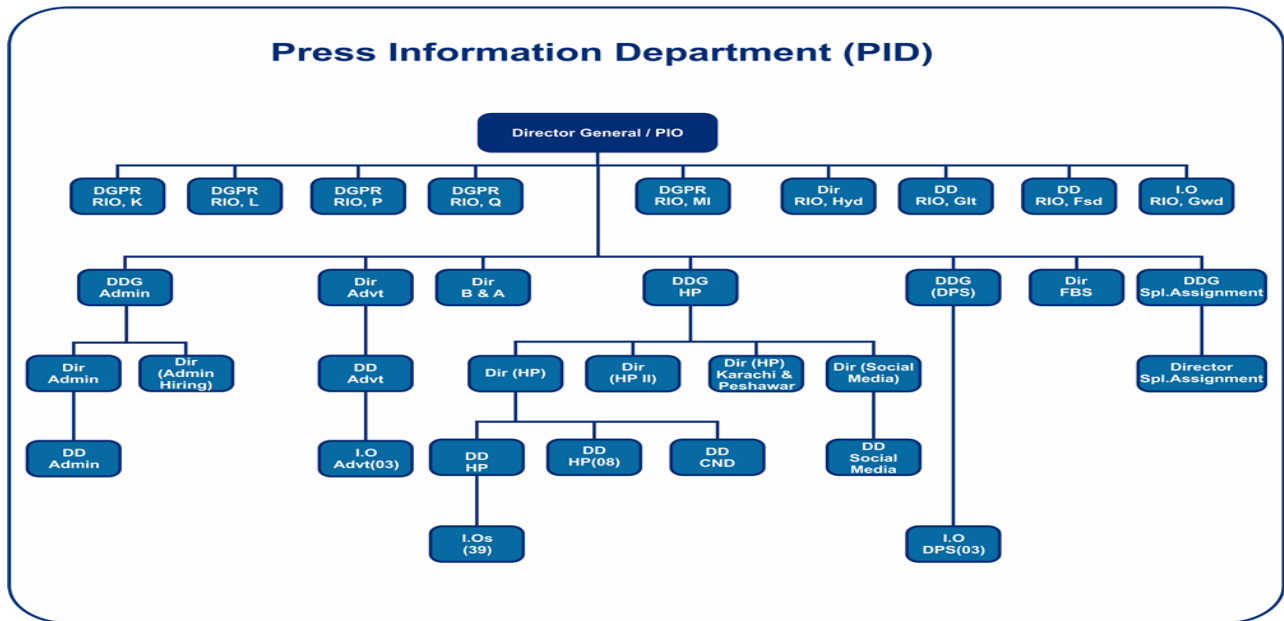 Press Information Department (PID)
Director General / PIO
DGPR
RIO, K
DGPR
RIO, L
DGPR
RIO, P
DGPR
RIO, Q
DGPR
RIO, Ml
Dir
RIO, Hyd
DD
RIO, Glt
DD
RIO, Fsd
I.O
RIO, Gwd
DDG
Admin
Dir
Advt
Dir
B & A
DDG
HP
DDG
(DPS)
Dir
FBS
DDG
Spl.Assignment
Dir
Admin
Dir
(Admin
Hiring)
DD
Advt
Dir (HP)
Dir
(HP II)
Dir (HP)
Karachi &
Peshawar
Dir (Social
Media)
Director
Spl.Assignment
DD
Admin
I.O
Advt(03)
DD
HP
DD
HP(08)
DD
CND
DD
Social
Media
I.Os
(39)
I.O
DPS(03)